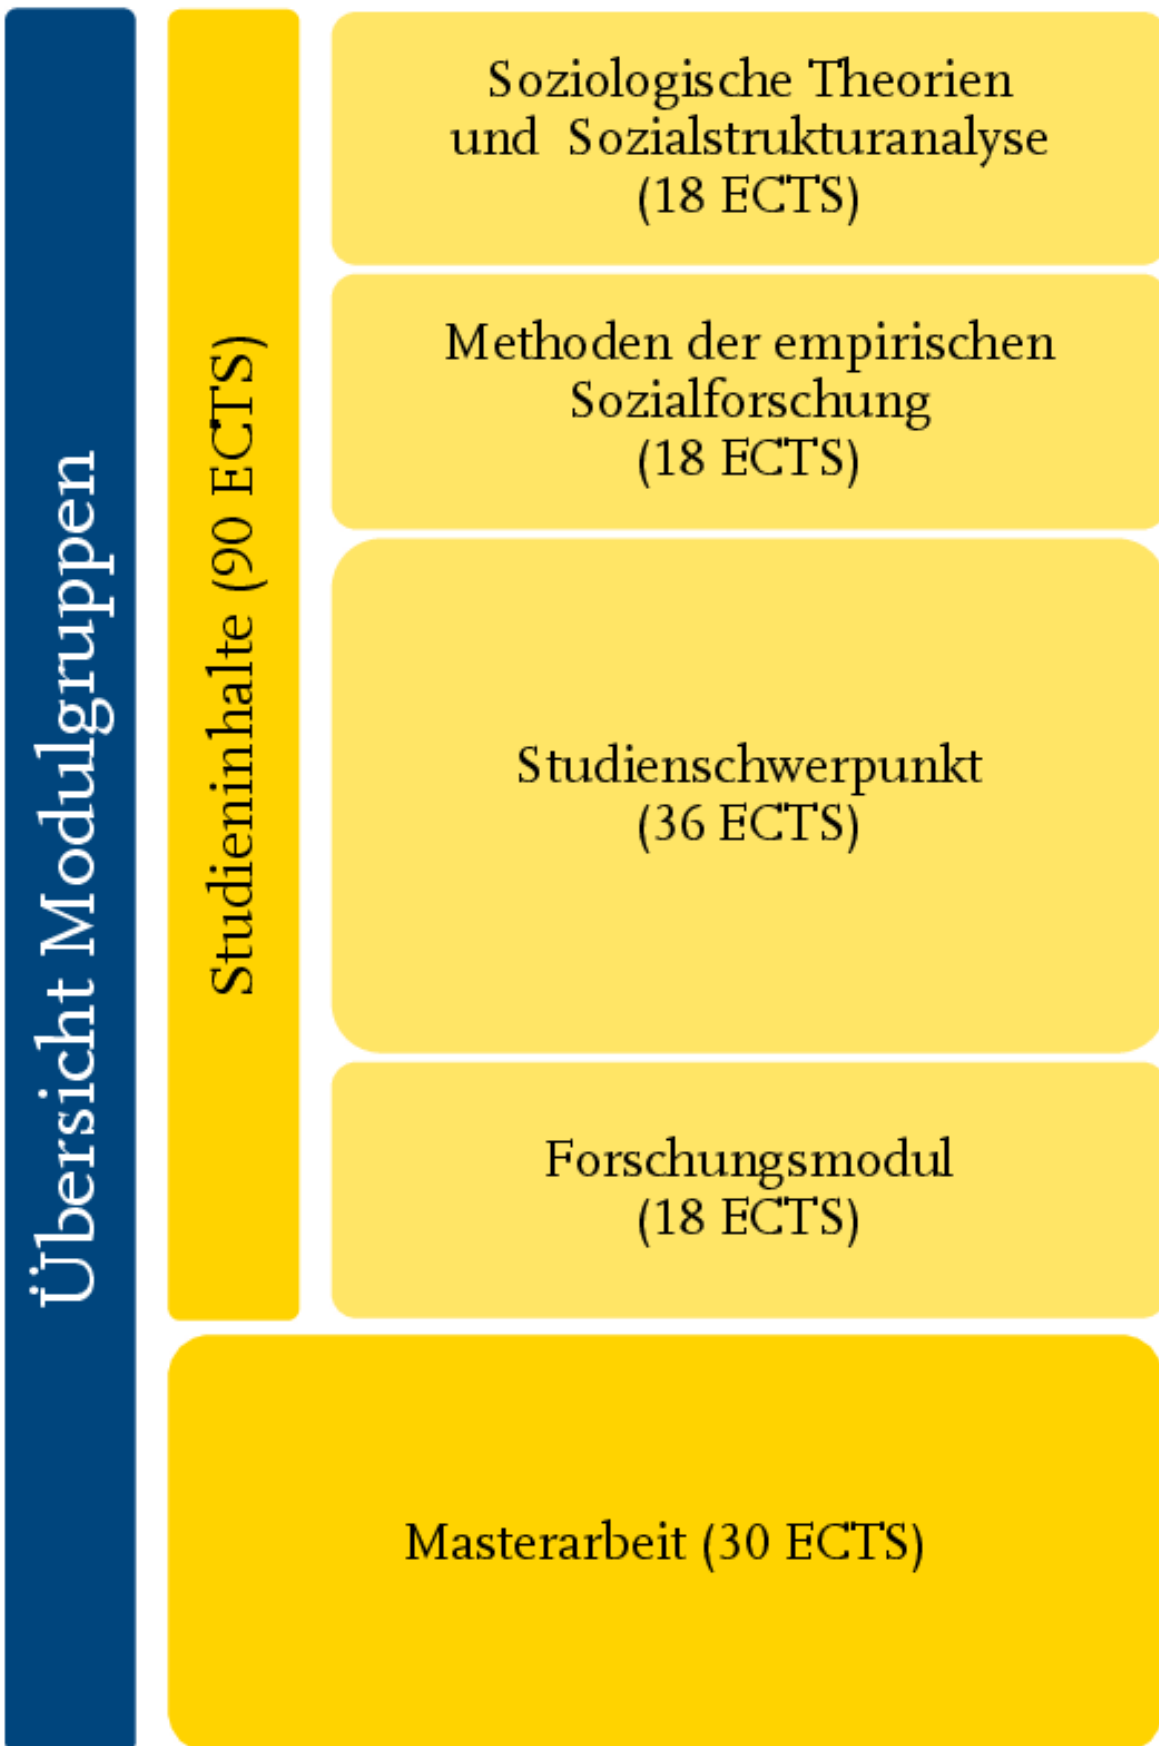 Übersicht Modulgruppen
Studieninhalte (90 ECTS)
Soziologische Theorien
und Sozialstrukturanalyse
(18 ECTS)
Methoden der empirischen
Sozialforschung
(18 ECTS)
Studienschwerpunkt
(36 ECTS)
Forschungsmodul
(18 ECTS)
Masterarbeit (30 ECTS)